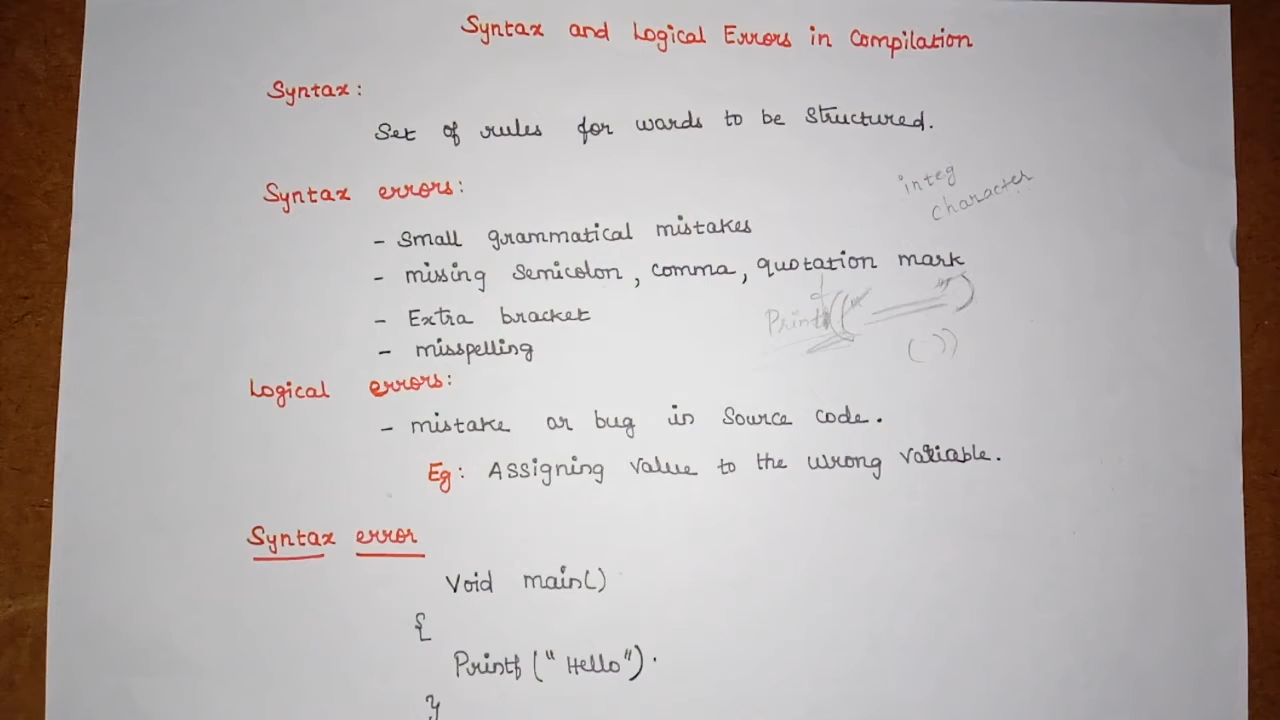 Syntax and Logical Errors in Compilation
Syntax:
Set of rules for words to be structured.
Syntax errors:
integ
character
- Small grammatical mistakes
- missing semicolon, comma, quotation mark
- Extra bracket
Printf(" ")
( ))
- misspelling
Logical errors:
- mistake or bug in source code.
Eg: Assigning value to the wrong variable.
Syntax error
Void main()
{
Printf ("Hello").
}